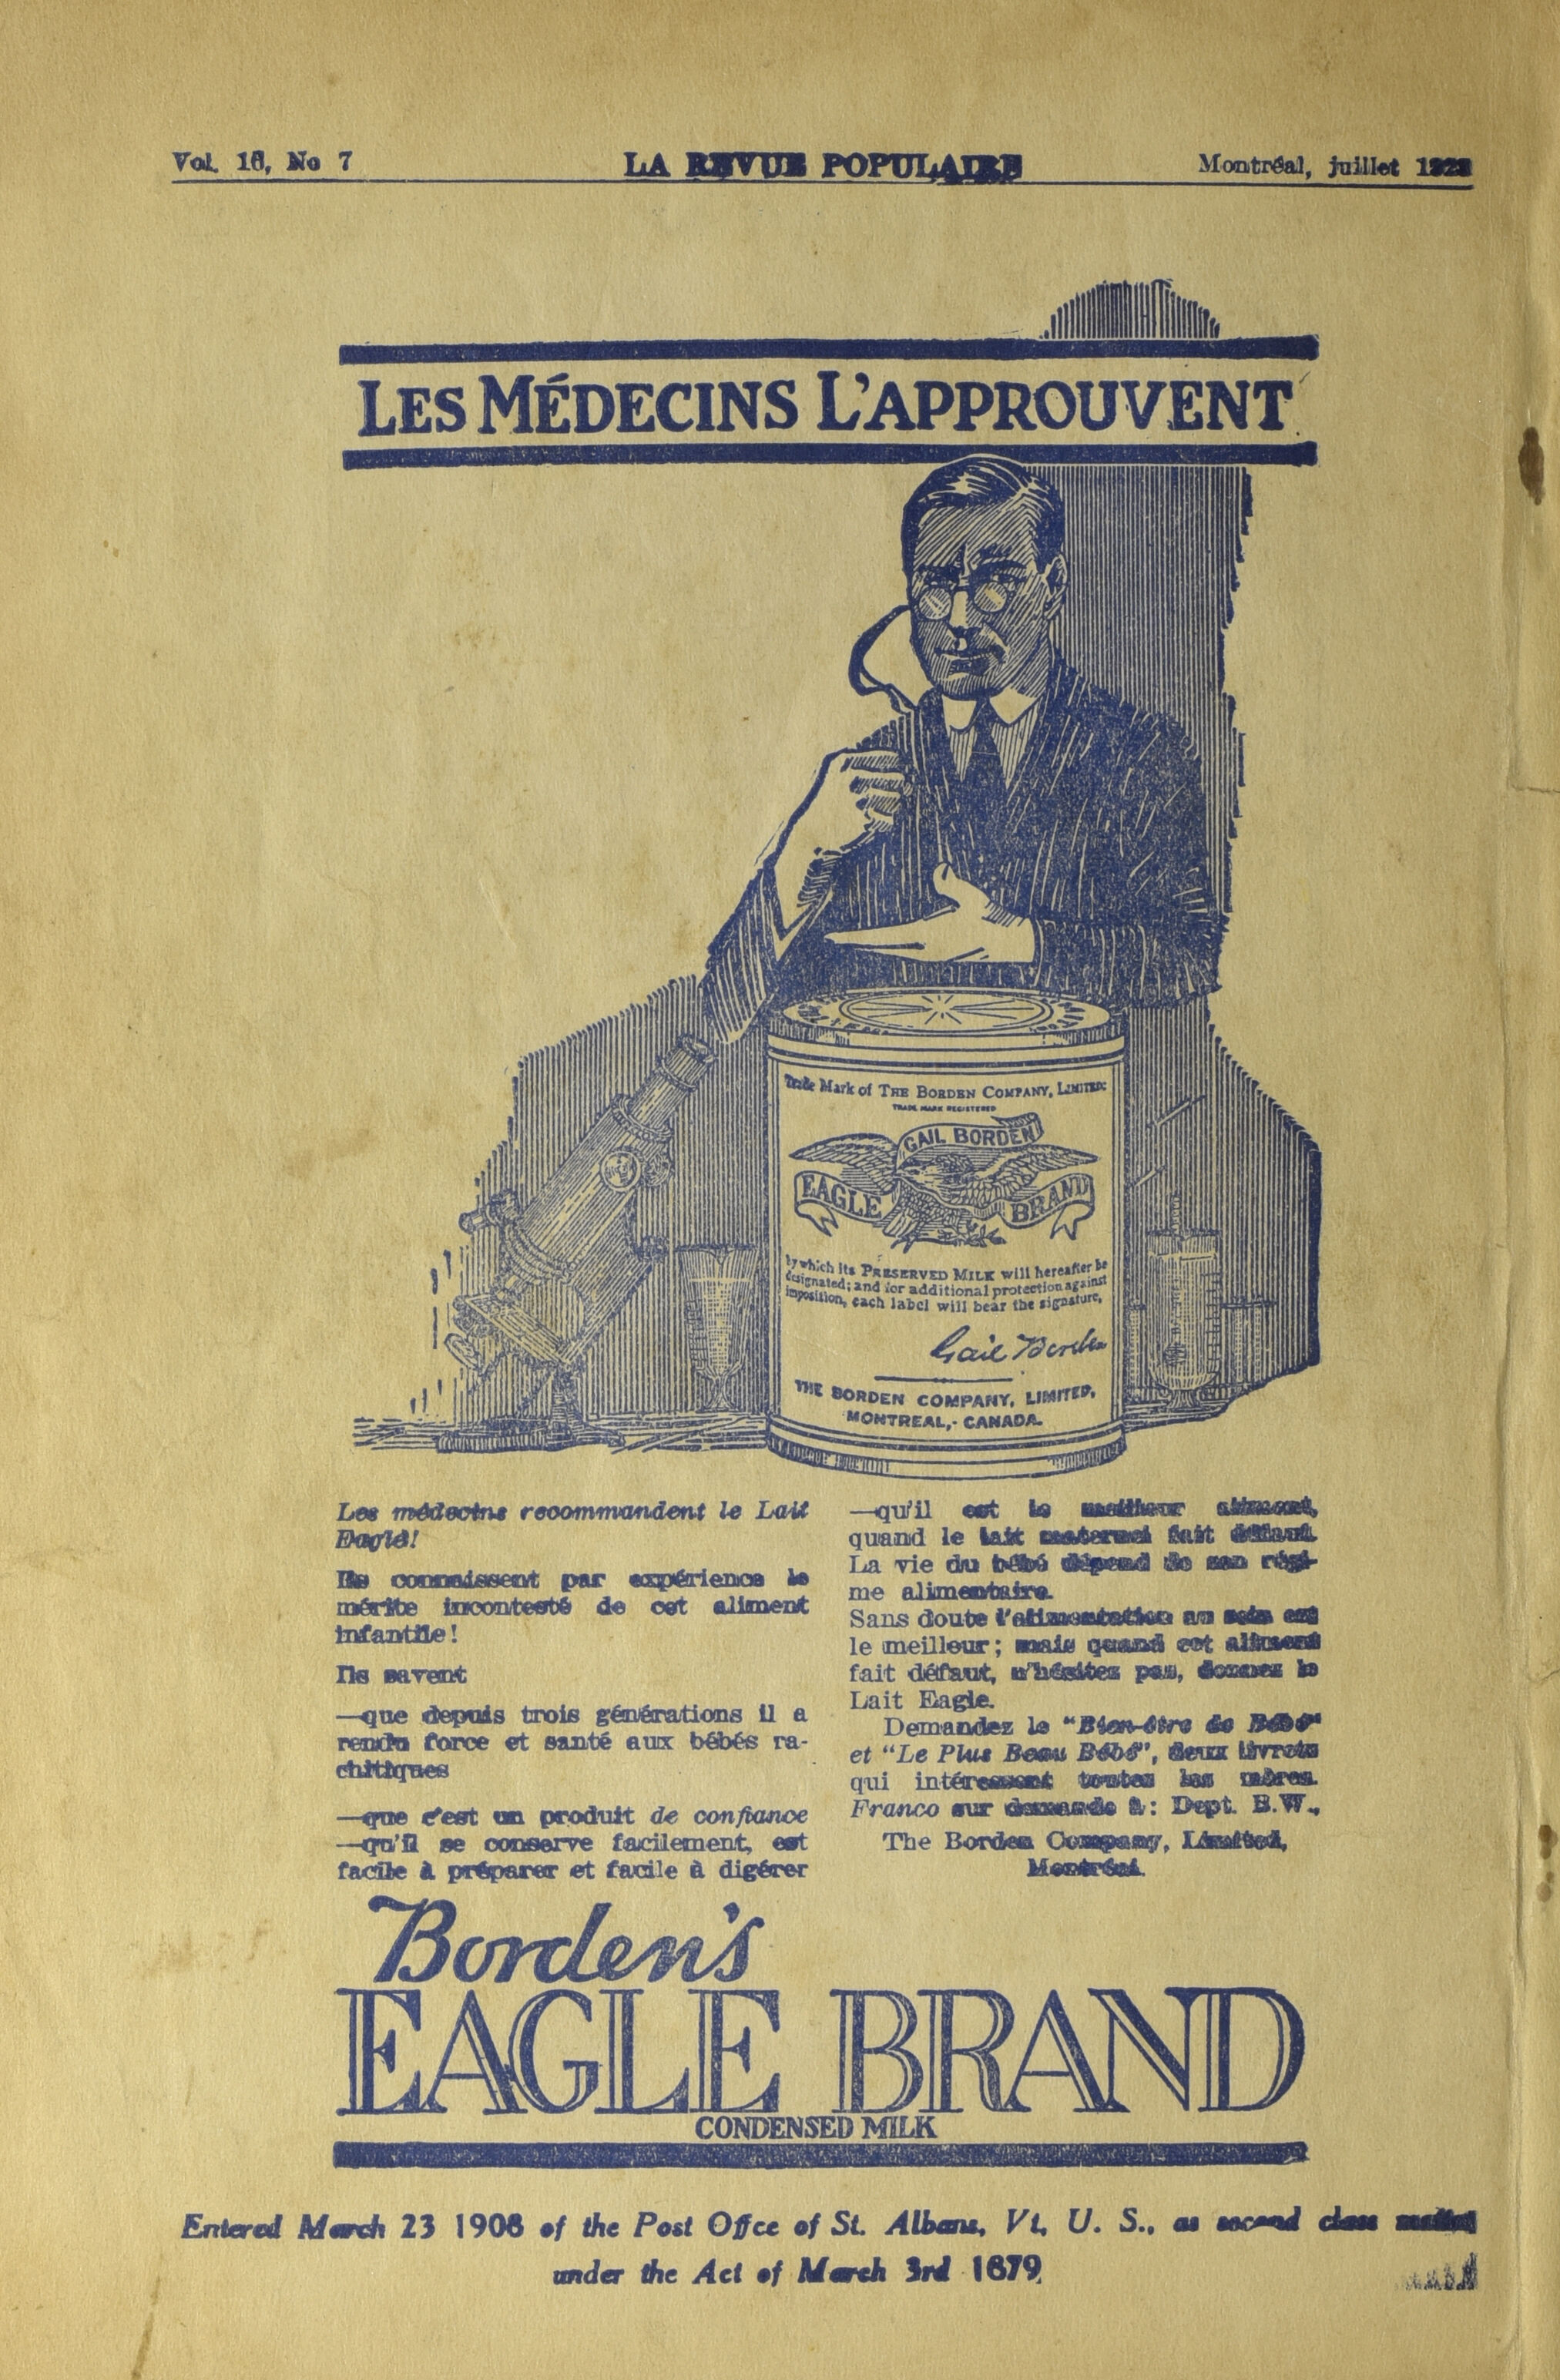 Vol. 16, No 7
LA REVUE POPULAIRE
Montréal, juillet
LES MÉDECINS L'APPROUVENT
Trade Mark of THE BORDEN COMPANY, LIMITED:
TRADE MARK REGISTERED
GAIL BORDEN
EAGLE BRAND
by which its PRESERVED MILK will hereafter be
designated; and for additional protection against
imposition, each label will bear the signature,
Gail Borden
THE BORDEN COMPANY, LIMITED,
MONTREAL,- CANADA.
Les médecins recommandent le Lait
Eagle!
Ils connaissent par expérience le
mérite incontesté de cet aliment
infantile!
Ils savent
—que depuis trois générations il a
rendu force et santé aux bébés ra-
chitiques
—que c'est un produit de confiance
—qu'il se conserve facilement, est
facile à préparer et facile à digérer
—qu'il est le meilleur aliment,
quand le lait maternel fait défaut.
La vie du bébé dépend de son régi-
me alimentaire.
Sans doute l'alimentation au sein est
le meilleur; mais quand cet aliment
fait défaut, n'hésitez pas, donnez le
Lait Eagle.
Demandez le "Bien-être de Bébé"
et "Le Plus Beau Bébé", deux livrets
qui intéressent toutes les mères.
Franco sur demande à: Dept. B.W.,
The Borden Company, Limited,
Montréal.
Borden's
EAGLE BRAND
CONDENSED MILK
Entered March 23 1908 of the Post Offce of St. Albans, Vt. U. S., as second class matter
under the Act of March 3rd 1879